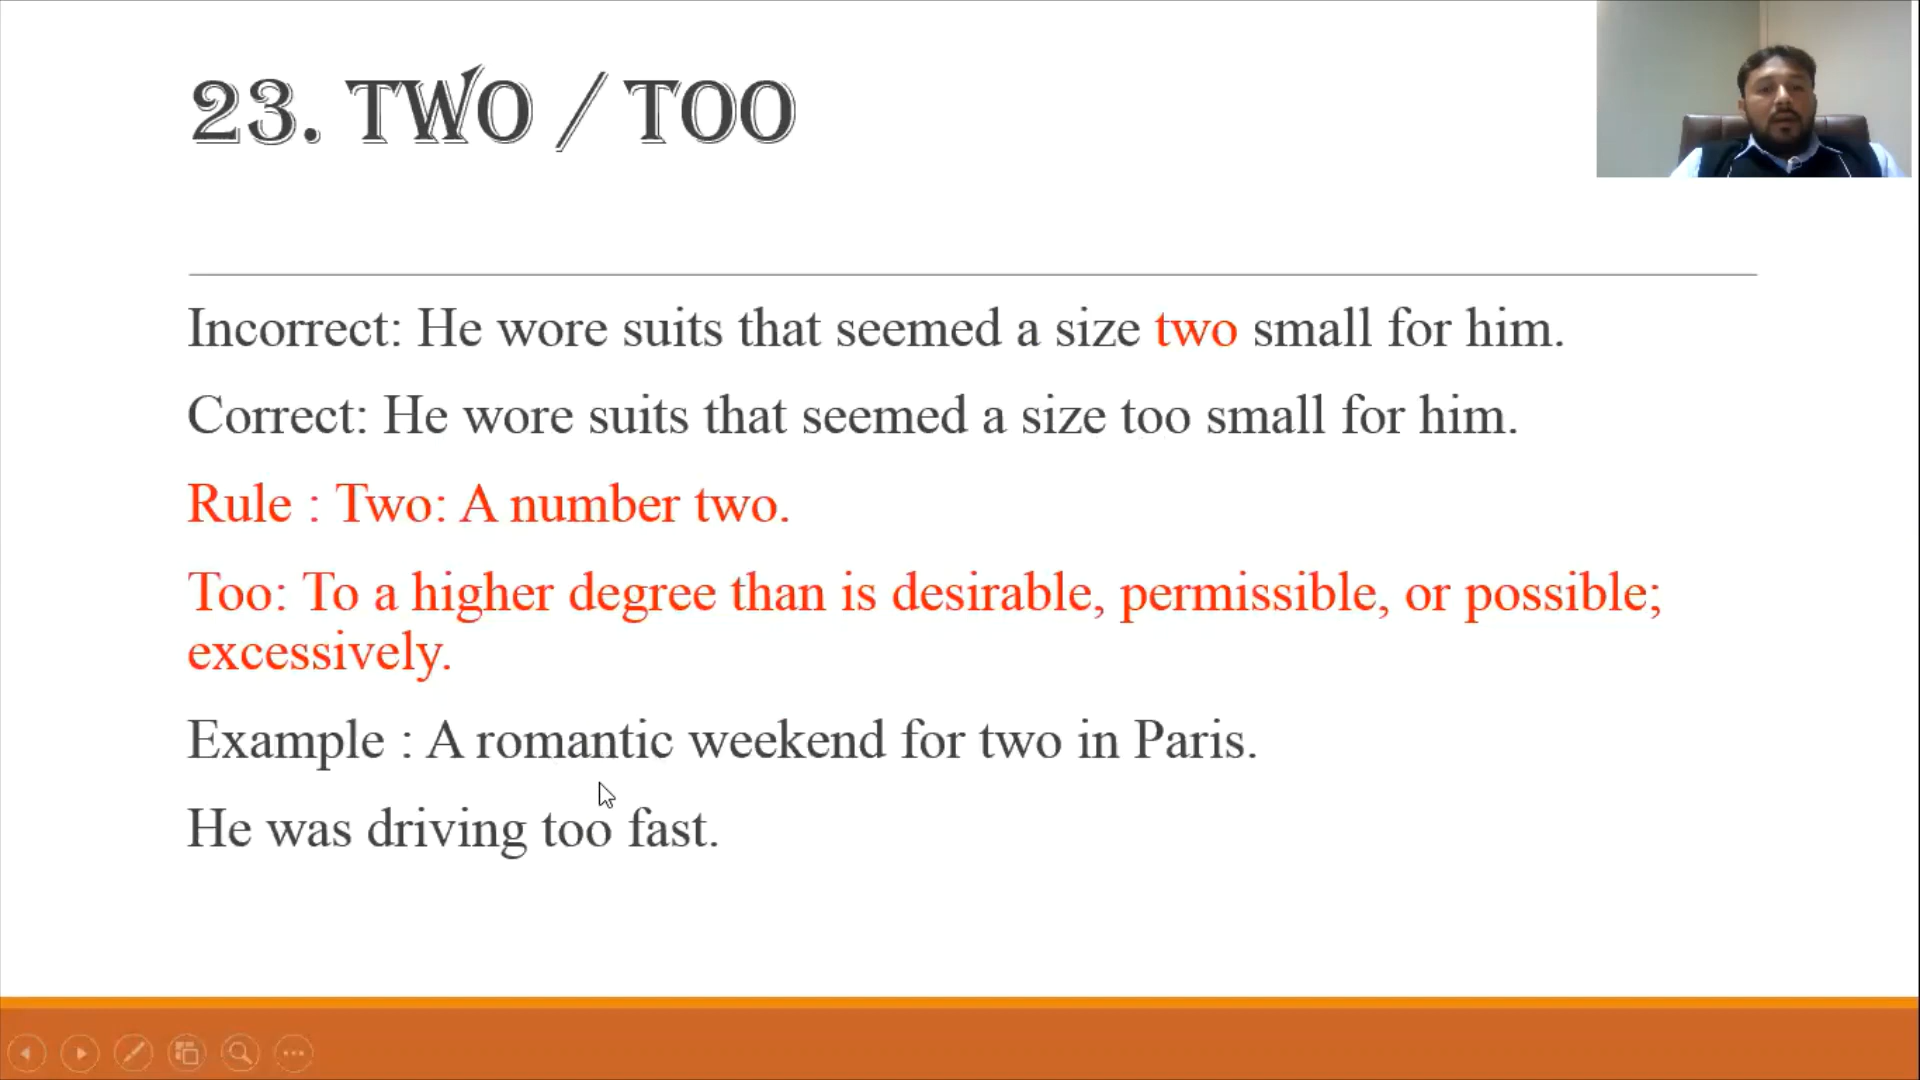 23. TWO / TOO
Incorrect: He wore suits that seemed a size two small for him.
Correct: He wore suits that seemed a size too small for him.
Rule : Two: A number two.
Too: To a higher degree than is desirable, permissible, or possible;
excessively.
Example : A romantic weekend for two in Paris.
He was driving too fast.